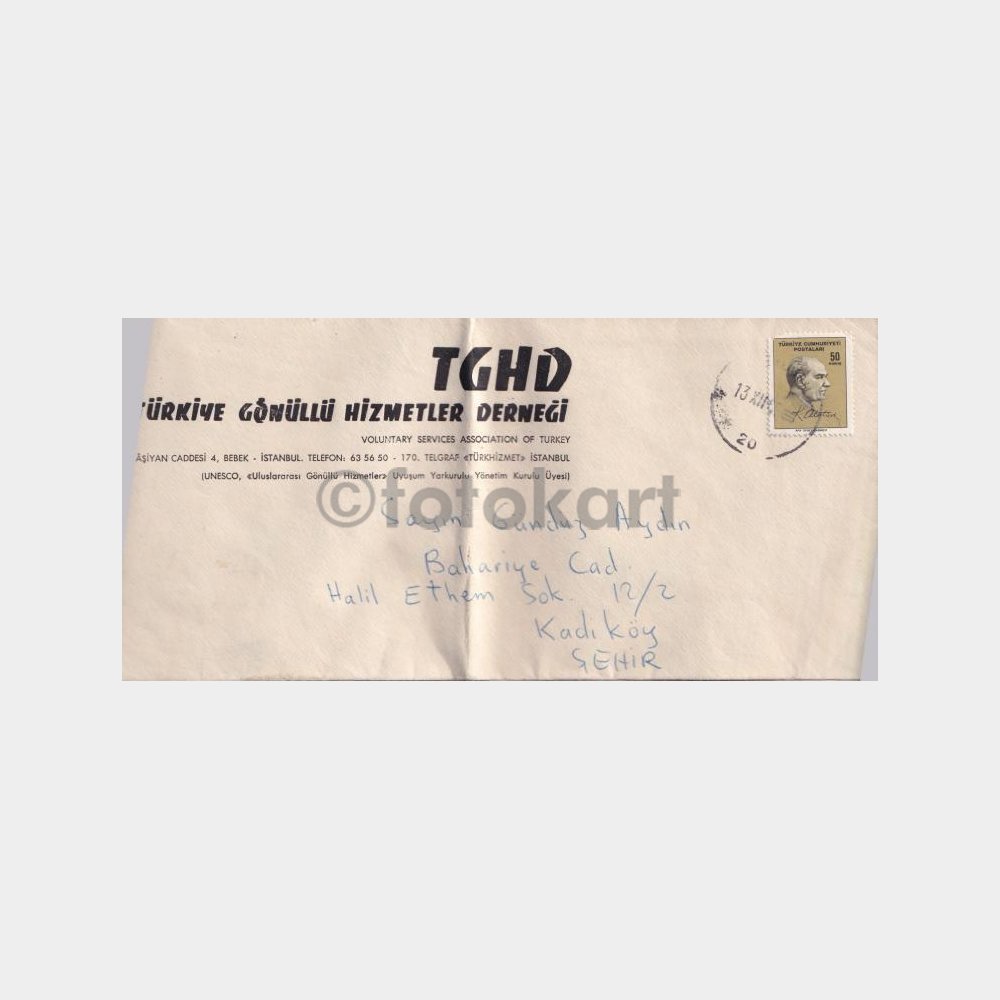 TGHD
TÜRKİYE GÖNÜLLÜ HİZMETLER DERNEĞİ
VOLUNTARY SERVICES ASSOCIATION OF TURKEY
AŞİYAN CADDESİ 4, BEBEK - İSTANBUL. TELEFON: 63 56 50 - 170. TELGRAF «TÜRKHİZMET» İSTANBUL
(UNESCO, «Uluslararası Gönüllü Hizmetler» Uyuşum Yarkurulu Yönetim Kurulu Üyesi)
TÜRKİYE CUMHURİYETİ
POSTALARI
50
K. Atatürk
13 XII
20
©fotokart
Sayın Gündüz Aydın
Bahariye Cad.
Halil Ethem Sok. 12/2
Kadıköy
ŞEHİR